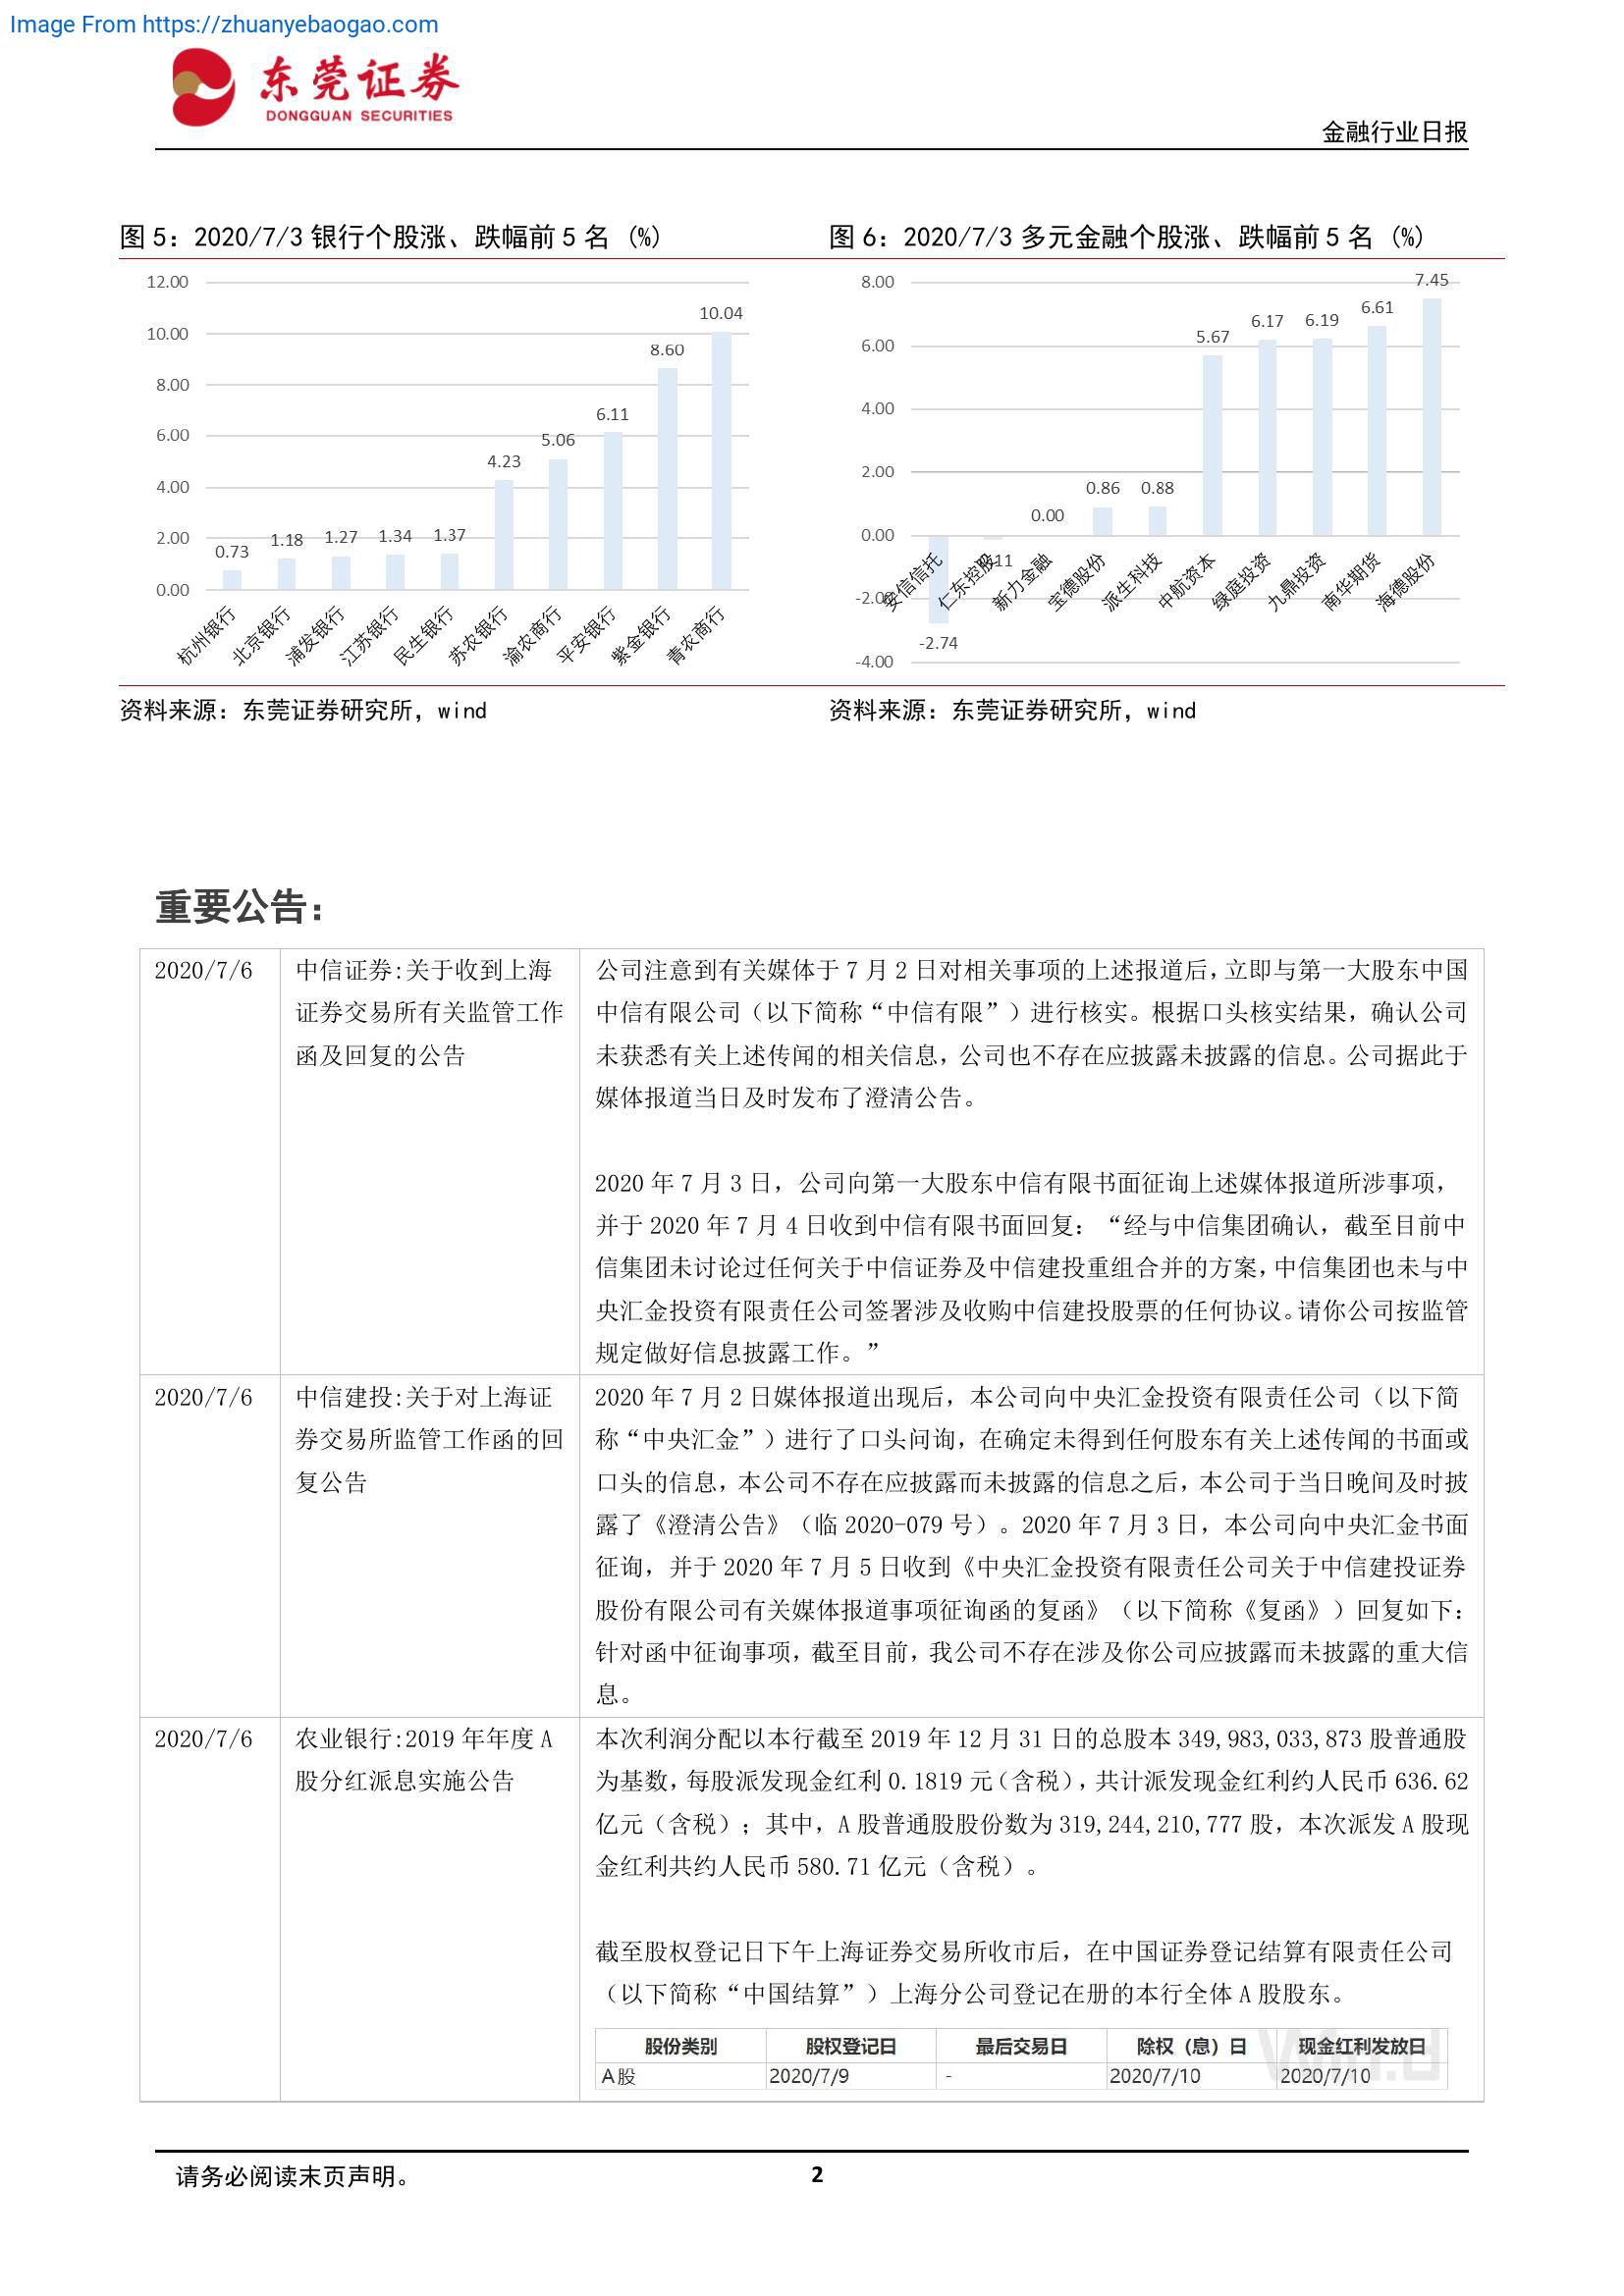 Image From https://zhuanyebaogao.com
东莞证券
DONGGUAN SECURITIES
金融行业日报
图 5：2020/7/3 银行个股涨、跌幅前 5 名 (%)
12.00
10.00
8.00
6.00
4.00
2.00
0.00
0.73
1.18
1.27
1.34
1.37
4.23
5.06
6.11
8.60
10.04
杭州银行
北京银行
浦发银行
江苏银行
民生银行
苏农银行
渝农商行
平安银行
紫金银行
青农商行
资料来源：东莞证券研究所，wind
图 6：2020/7/3 多元金融个股涨、跌幅前 5 名 (%)
8.00
6.00
4.00
2.00
0.00
-2.00
-4.00
-2.74
0.00
0.86
0.88
5.67
6.17
6.19
6.61
7.45
安信信托
仁东控股
新力金融
宝德股份
派生科技
中航资本
绿庭投资
九鼎投资
南华期货
海德股份
资料来源：东莞证券研究所，wind
重要公告：
2020/7/6
中信证券:关于收到上海
证券交易所有关监管工作
函及回复的公告
公司注意到有关媒体于 7 月 2 日对相关事项的上述报道后，立即与第一大股东中国
中信有限公司（以下简称“中信有限”）进行核实。根据口头核实结果，确认公司
未获悉有关上述传闻的相关信息，公司也不存在应披露未披露的信息。公司据此于
媒体报道当日及时发布了澄清公告。
2020 年 7 月 3 日，公司向第一大股东中信有限书面征询上述媒体报道所涉事项，
并于 2020 年 7 月 4 日收到中信有限书面回复：“经与中信集团确认，截至目前中
信集团未讨论过任何关于中信证券及中信建投重组合并的方案，中信集团也未与中
央汇金投资有限责任公司签署涉及收购中信建投股票的任何协议。请你公司按监管
规定做好信息披露工作。”
2020/7/6
中信建投:关于对上海证
券交易所监管工作函的回
复公告
2020 年 7 月 2 日媒体报道出现后，本公司向中央汇金投资有限责任公司（以下简
称“中央汇金”）进行了口头问询，在确定未得到任何股东有关上述传闻的书面或
口头的信息，本公司不存在应披露而未披露的信息之后，本公司于当日晚间及时披
露了《澄清公告》（临 2020-079 号）。2020 年 7 月 3 日，本公司向中央汇金书面
征询，并于 2020 年 7 月 5 日收到《中央汇金投资有限责任公司关于中信建投证券
股份有限公司有关媒体报道事项征询函的复函》（以下简称《复函》）回复如下：
针对函中征询事项，截至目前，我公司不存在涉及你公司应披露而未披露的重大信
息。
2020/7/6
农业银行:2019 年年度 A
股分红派息实施公告
本次利润分配以本行截至 2019 年 12 月 31 日的总股本 349,983,033,873 股普通股
为基数，每股派发现金红利 0.1819 元（含税），共计派发现金红利约人民币 636.62
亿元（含税）；其中，A 股普通股股份数为 319,244,210,777 股，本次派发 A 股现
金红利共约人民币 580.71 亿元（含税）。
截至股权登记日下午上海证券交易所收市后，在中国证券登记结算有限责任公司
（以下简称“中国结算”）上海分公司登记在册的本行全体 A 股股东。
股份类别 股权登记日 最后交易日 除权（息）日 现金红利发放日
A股 2020/7/9 - 2020/7/10 2020/7/10
请务必阅读末页声明。
2